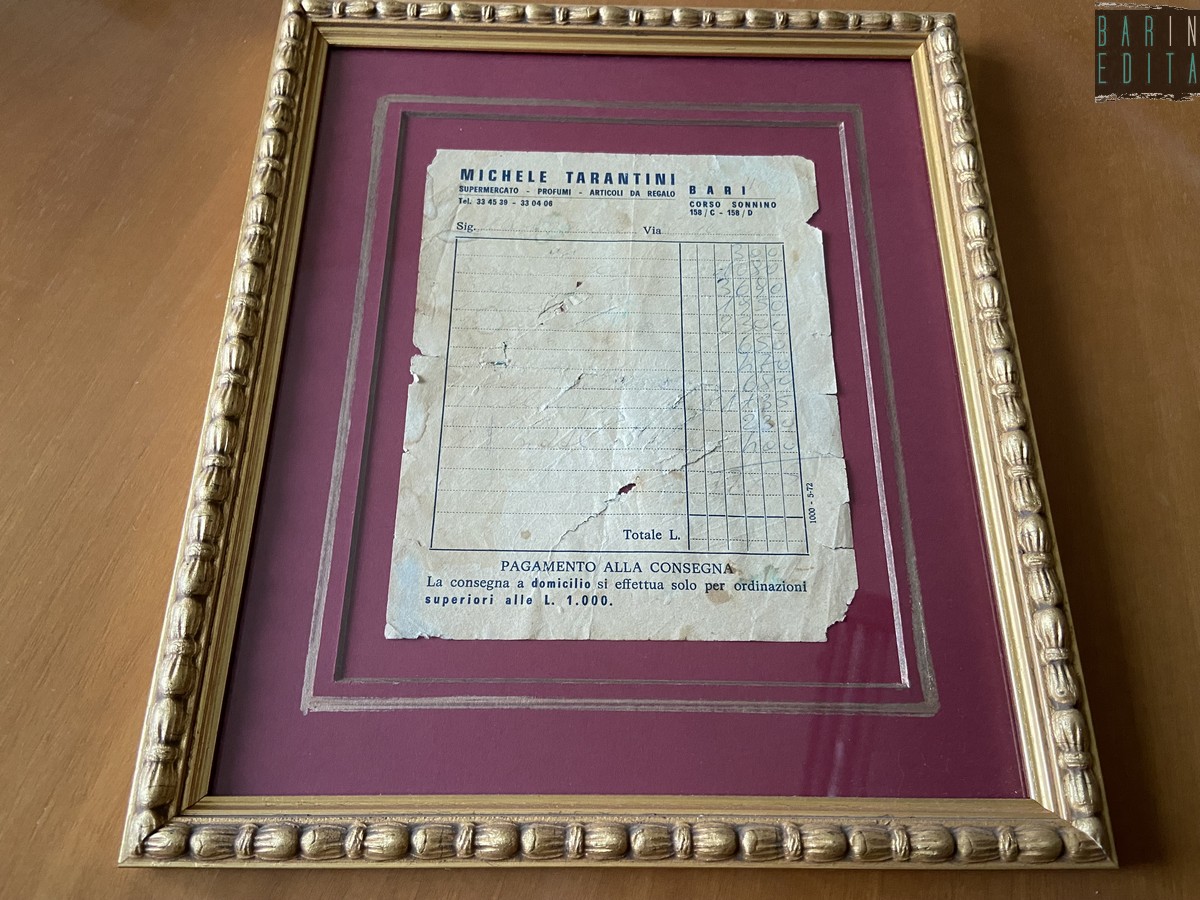 BARIN
EDITA
MICHELE TARANTINI
SUPERMERCATO - PROFUMI - ARTICOLI DA REGALO
Tel. 33 45 39 - 33 04 06
BARI
CORSO SONNINO
158/C - 158/D
Sig. Via
1000 - 5-72
Totale L.
PAGAMENTO ALLA CONSEGNA
La consegna a domicilio si effettua solo per ordinazioni
superiori alle L. 1.000.